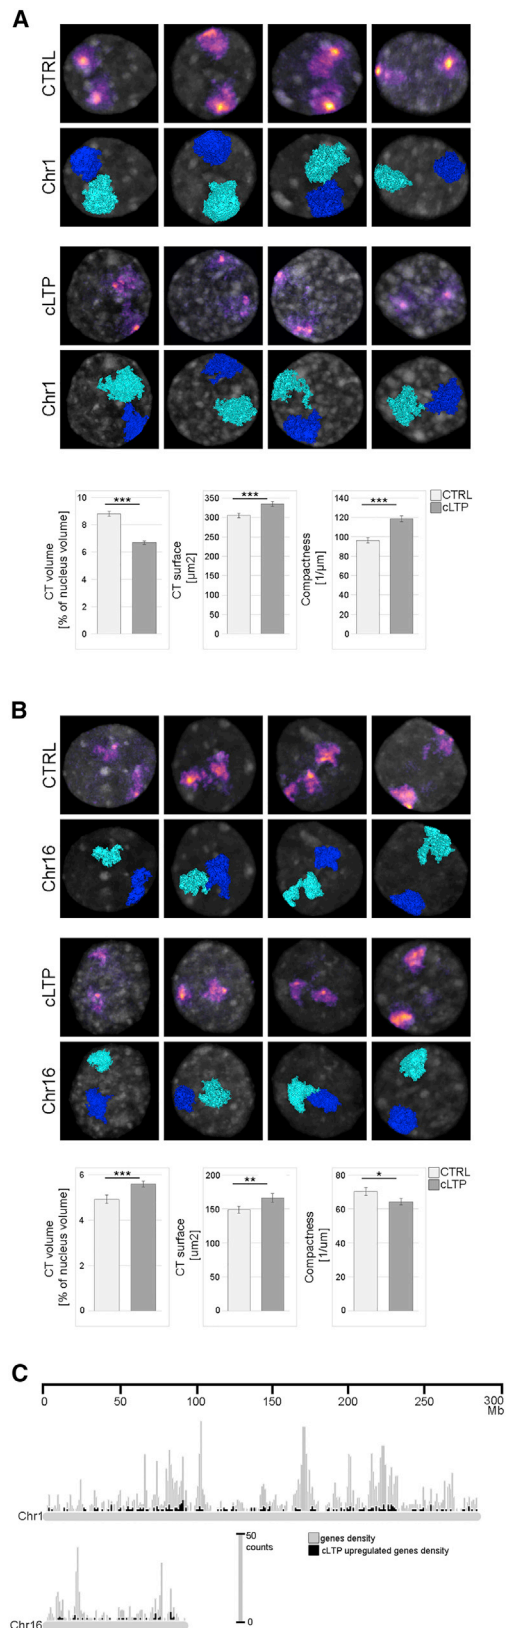 A
CTRL
Chr1
cLTP
Chr1
CT volume
[% of nucleus volume]
10
8
6
4
2
0
***
CT surface
[µm2]
350
300
250
200
150
100
50
0
***
Compactness
[1/µm]
140
120
100
80
60
40
20
0
***
CTRL
cLTP
B
CTRL
Chr16
cLTP
Chr16
CT volume
[% of nucleus volume]
6
4
2
0
***
CT surface
[um2]
200
150
100
50
0
**
Compactness
[1/um]
80
60
40
20
0
*
CTRL
cLTP
C
0 50 100 150 200 250 300
Mb
Chr1
50
counts
0
genes density
cLTP upregulated genes density
Chr16